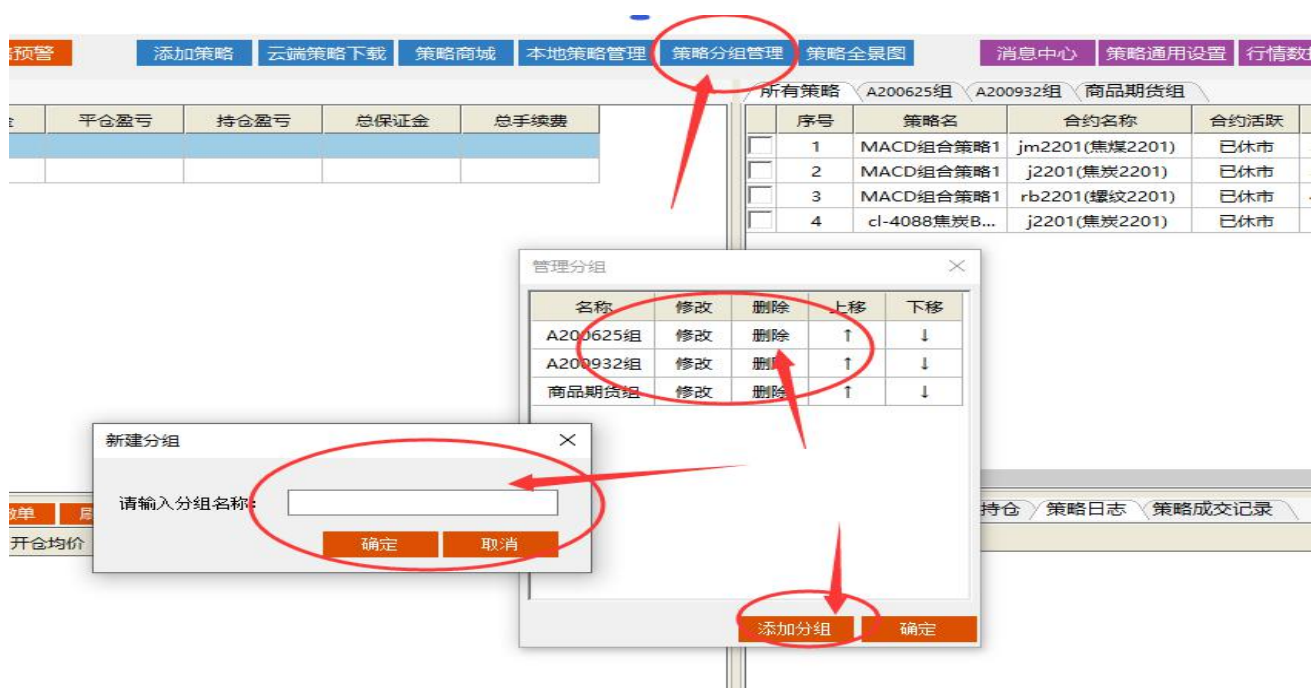 预警 添加策略 云端策略下载 策略商城 本地策略管理 策略分组管理 策略全景图 消息中心 策略通用设置 行情数
所有策略 A200625组 A200932组 商品期货组
平仓盈亏 持仓盈亏 总保证金 总手续费
序号 策略名 合约名称 合约活跃
1 MACD组合策略1 jm2201(焦煤2201) 已休市
2 MACD组合策略1 j2201(焦炭2201) 已休市
3 MACD组合策略1 rb2201(螺纹2201) 已休市
4 cl-4088焦炭B... j2201(焦炭2201) 已休市
管理分组
名称 修改 删除 上移 下移
A200625组 修改 删除 ↑ ↓
A200932组 修改 删除 ↑ ↓
商品期货组 修改 删除 ↑ ↓
新建分组
请输入分组名称:
确定 取消
单
持仓 策略日志 策略成交记录
开仓均价
添加分组 确定